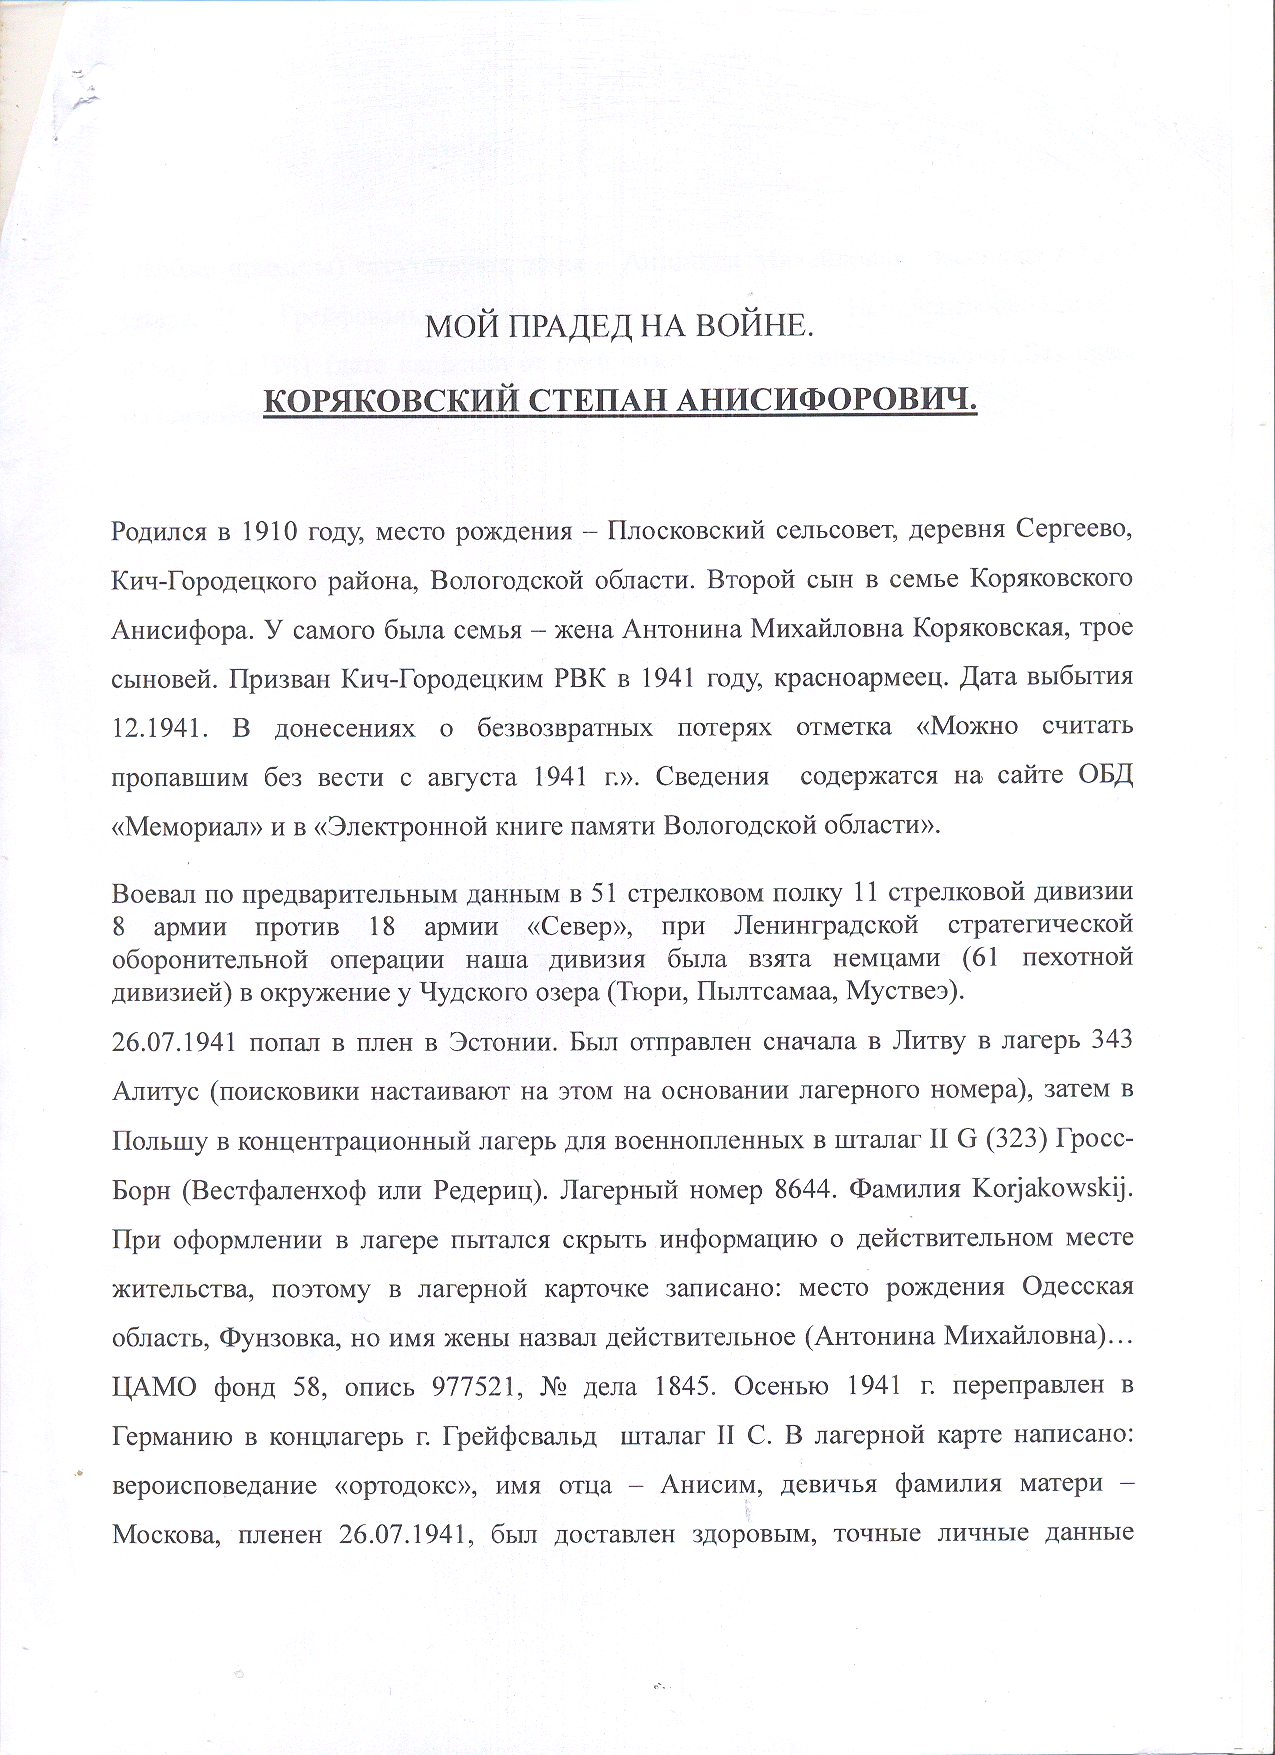 МОЙ ПРАДЕД НА ВОЙНЕ.
КОРЯКОВСКИЙ СТЕПАН АНИСИФОРОВИЧ.
Родился в 1910 году, место рождения – Плосковский сельсовет, деревня Сергеево,
Кич-Городецкого района, Вологодской области. Второй сын в семье Коряковского
Анисифора. У самого была семья – жена Антонина Михайловна Коряковская, трое
сыновей. Призван Кич-Городецким РВК в 1941 году, красноармеец. Дата выбытия
12.1941. В донесениях о безвозвратных потерях отметка «Можно считать
пропавшим без вести с августа 1941 г.». Сведения содержатся на сайте ОБД
«Мемориал» и в «Электронной книге памяти Вологодской области».
Воевал по предварительным данным в 51 стрелковом полку 11 стрелковой дивизии
8 армии против 18 армии «Север», при Ленинградской стратегической
оборонительной операции наша дивизия была взята немцами (61 пехотной
дивизией) в окружение у Чудского озера (Тюри, Пылтсамаа, Муствеэ).
26.07.1941 попал в плен в Эстонии. Был отправлен сначала в Литву в лагерь 343
Алитус (поисковики настаивают на этом на основании лагерного номера), затем в
Польшу в концентрационный лагерь для военнопленных в шталаг II G (323) Гросс-
Борн (Вестфаленхоф или Редериц). Лагерный номер 8644. Фамилия Korjakowskij.
При оформлении в лагере пытался скрыть информацию о действительном месте
жительства, поэтому в лагерной карточке записано: место рождения Одесская
область, Фунзовка, но имя жены назвал действительное (Антонина Михайловна)…
ЦАМО фонд 58, опись 977521, № дела 1845. Осенью 1941 г. переправлен в
Германию в концлагерь г. Грейфсвальд шталаг II С. В лагерной карте написано:
вероисповедание «ортодокс», имя отца – Анисим, девичья фамилия матери –
Москова, пленен 26.07.1941, был доставлен здоровым, точные личные данные